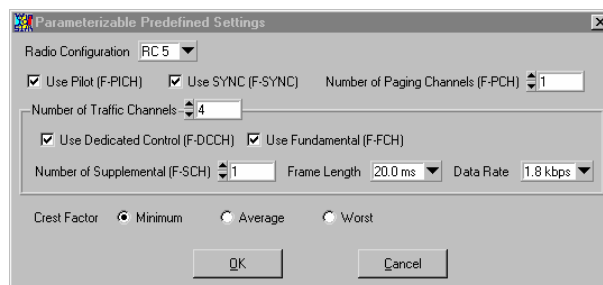 Parameterizable Predefined Settings
Radio Configuration RC 5
Use Pilot (F-PICH) Use SYNC (F-SYNC) Number of Paging Channels (F-PCH) 1
Number of Traffic Channels 4
Use Dedicated Control (F-DCCH) Use Fundamental (F-FCH)
Number of Supplemental (F-SCH) 1 Frame Length 20.0 ms Data Rate 1.8 kbps
Crest Factor Minimum Average Worst
OK Cancel